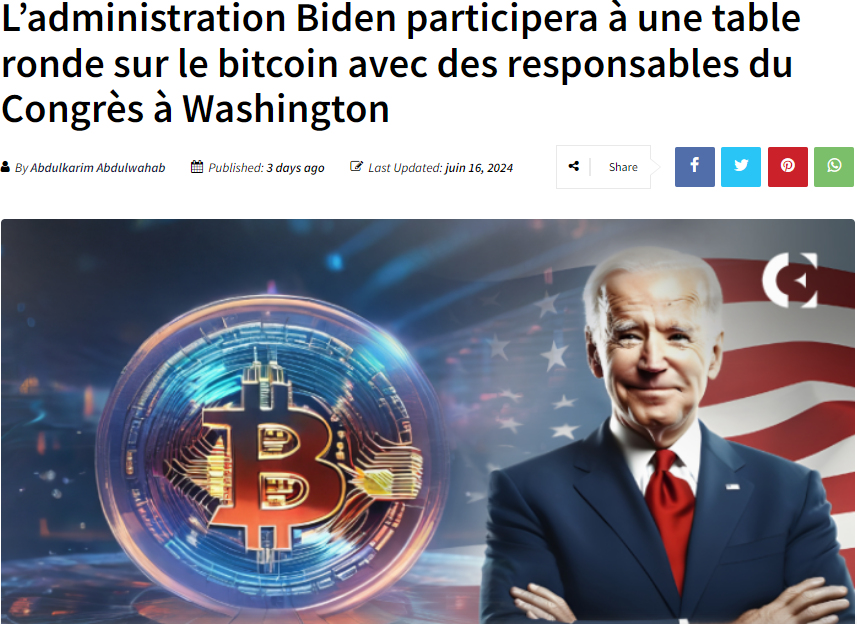 L’administration Biden participera à une table
ronde sur le bitcoin avec des responsables du
Congrès à Washington
By Abdulkarim Abdulwahab Published: 3 days ago Last Updated: juin 16, 2024 Share